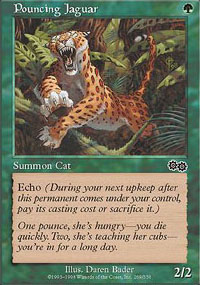 Pouncing Jaguar
Summon Cat
Echo (During your next upkeep after
this permanent comes under your control,
pay its casting cost or sacrifice it.)
One pounce, she's hungry—you die
quickly. Two, she's teaching her cubs—
you're in for a long day.
Illus. Daren Bader
2/2